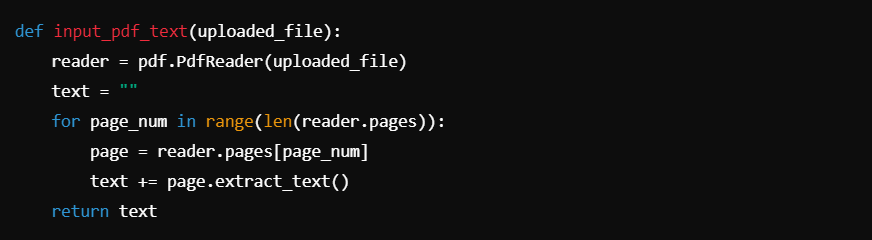 def input_pdf_text(uploaded_file):
    reader = pdf.PdfReader(uploaded_file)
    text = ""
    for page_num in range(len(reader.pages)):
        page = reader.pages[page_num]
        text += page.extract_text()
    return text